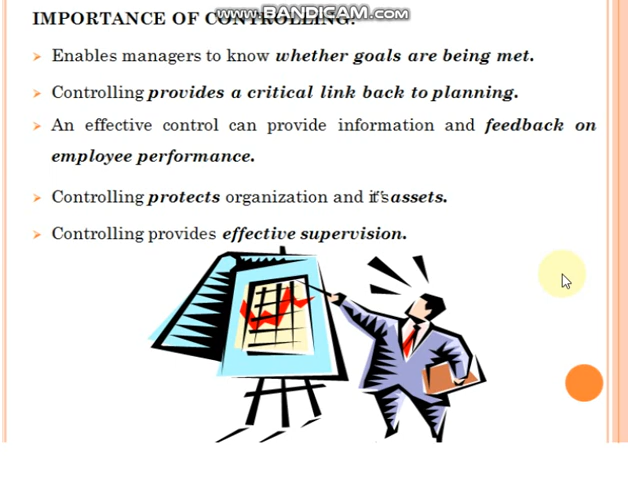 IMPORTANCE OF CONTROLLING:
www.BANDICAM.com
➢ Enables managers to know whether goals are being met.
➢ Controlling provides a critical link back to planning.
➢ An effective control can provide information and feedback on
employee performance.
➢ Controlling protects organization and it's assets.
➢ Controlling provides effective supervision.